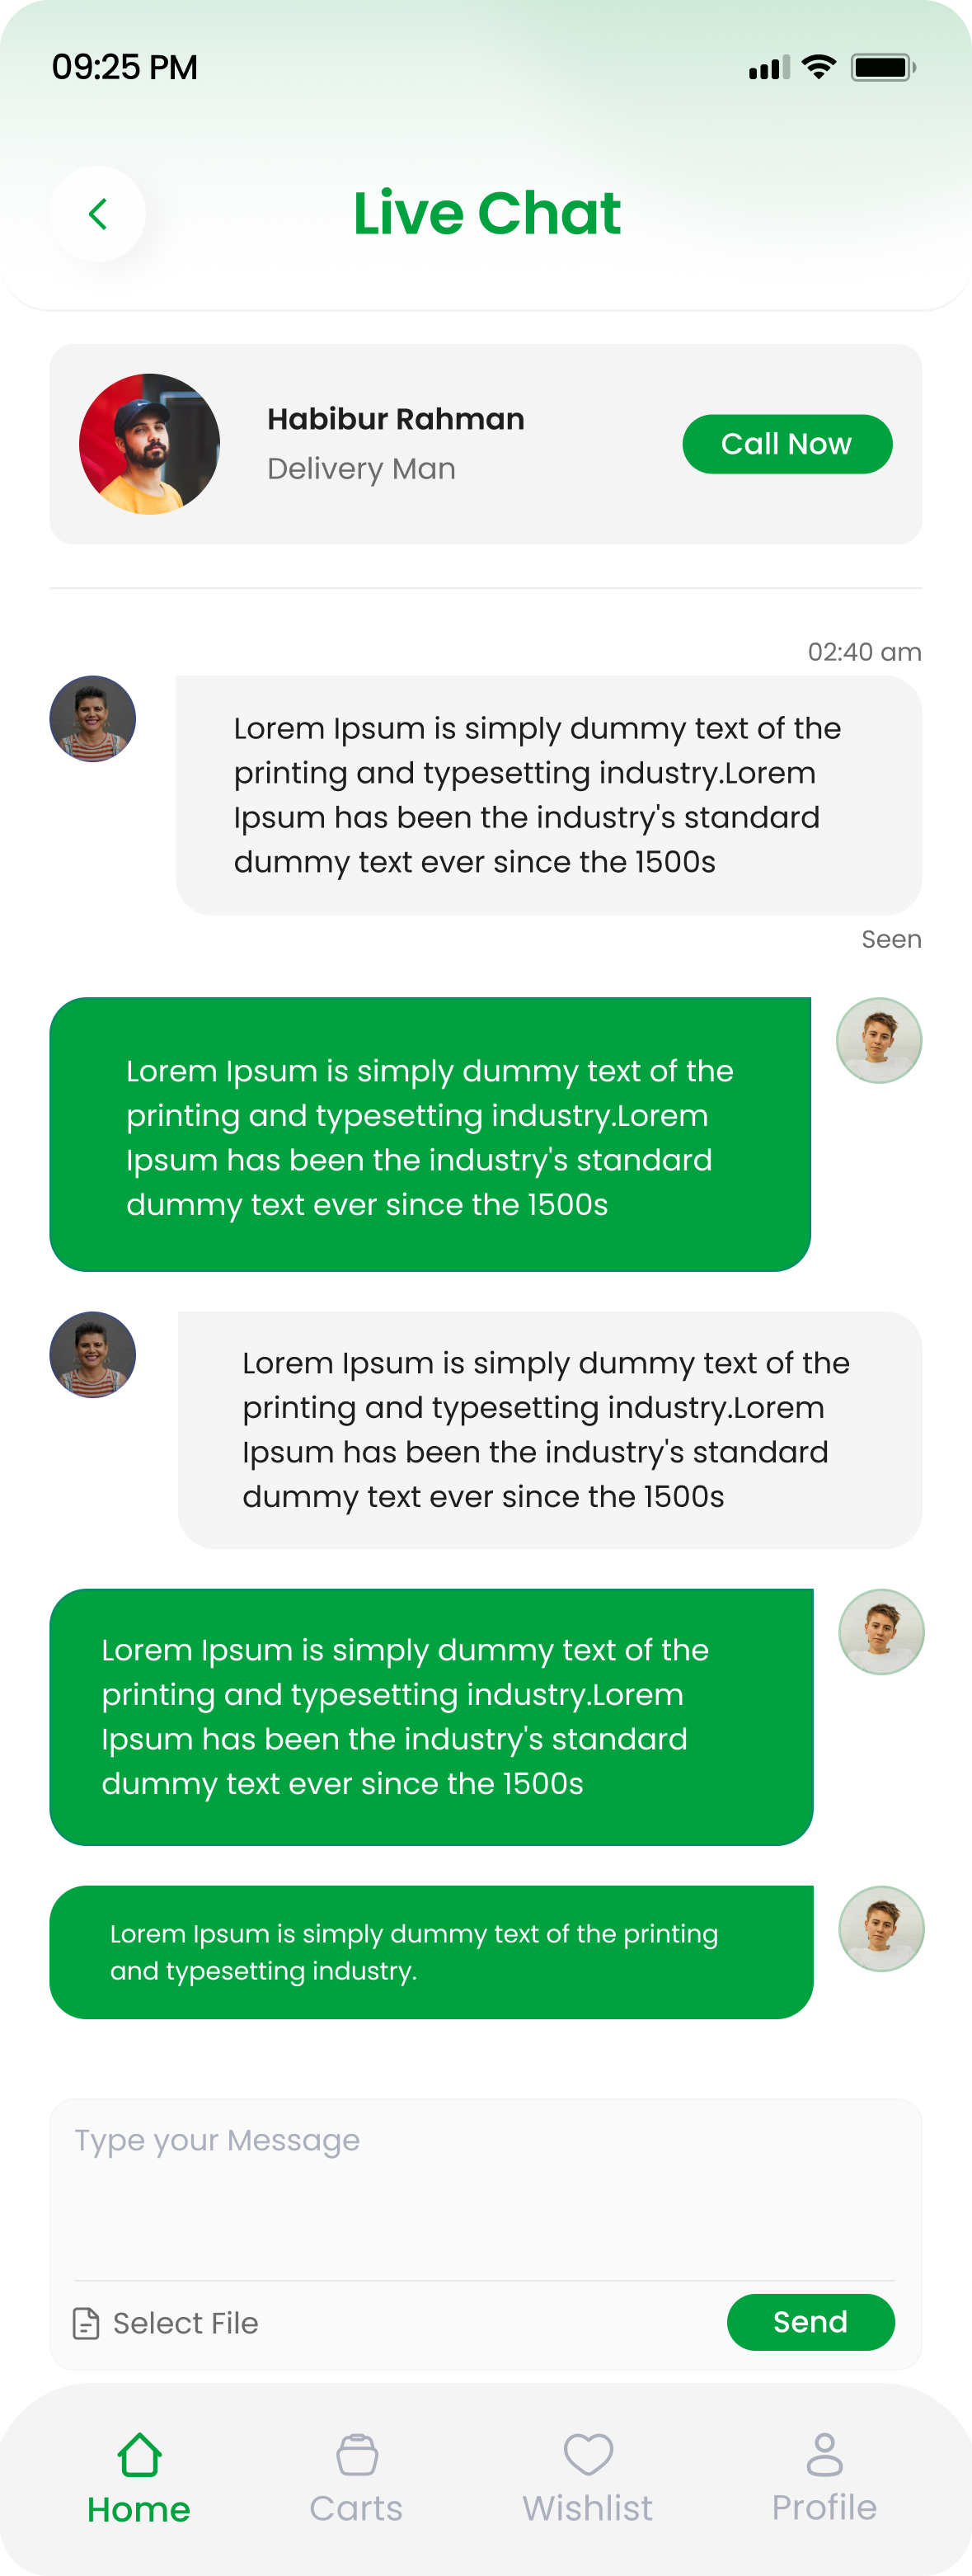 09:25 PM
Live Chat
Habibur Rahman
Delivery Man
Call Now
02:40 am
Lorem Ipsum is simply dummy text of the
printing and typesetting industry.Lorem
Ipsum has been the industry's standard
dummy text ever since the 1500s
Seen
Lorem Ipsum is simply dummy text of the
printing and typesetting industry.Lorem
Ipsum has been the industry's standard
dummy text ever since the 1500s
Lorem Ipsum is simply dummy text of the
printing and typesetting industry.Lorem
Ipsum has been the industry's standard
dummy text ever since the 1500s
Lorem Ipsum is simply dummy text of the
printing and typesetting industry.Lorem
Ipsum has been the industry's standard
dummy text ever since the 1500s
Lorem Ipsum is simply dummy text of the printing
and typesetting industry.
Type your Message
Select File
Send
Home
Carts
Wishlist
Profile